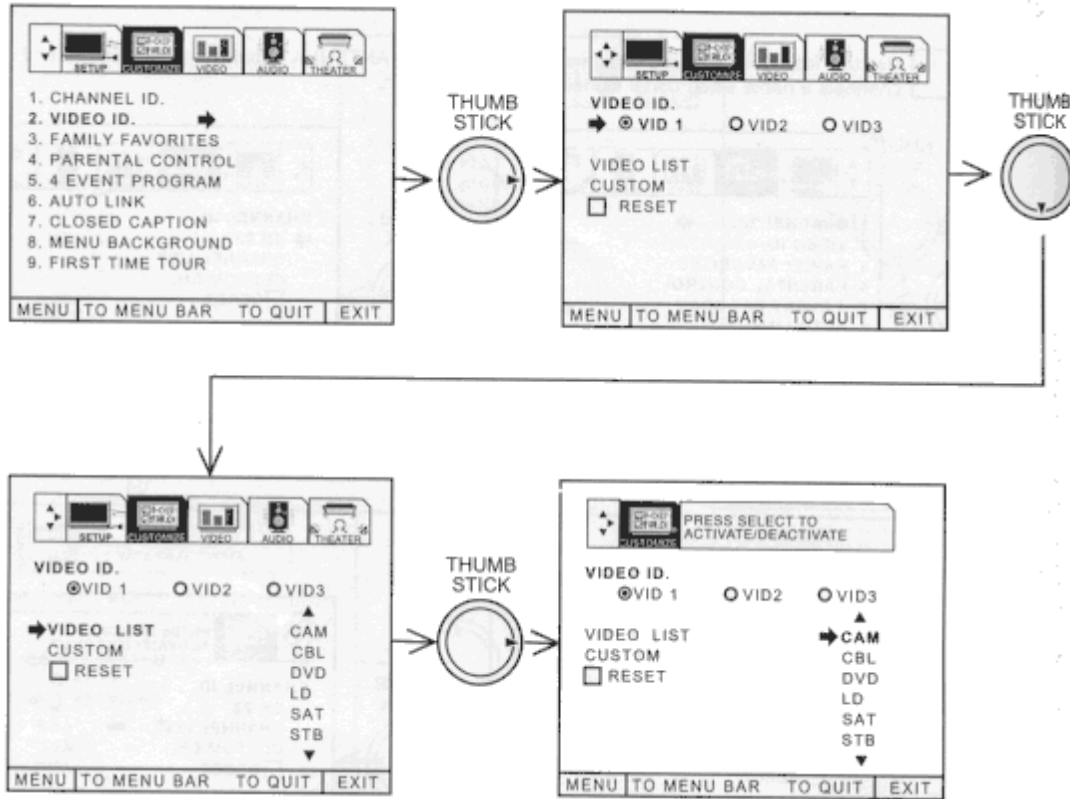 SETUP CUSTOMIZE VIDEO AUDIO THEATER
1. CHANNEL ID.
2. VIDEO ID.
3. FAMILY FAVORITES
4. PARENTAL CONTROL
5. 4 EVENT PROGRAM
6. AUTO LINK
7. CLOSED CAPTION
8. MENU BACKGROUND
9. FIRST TIME TOUR
MENU TO MENU BAR TO QUIT EXIT
THUMB
STICK
SETUP CUSTOMIZE VIDEO AUDIO THEATER
VIDEO ID.
VID 1 VID2 VID3
VIDEO LIST
CUSTOM
RESET
MENU TO MENU BAR TO QUIT EXIT
THUMB
STICK
SETUP CUSTOMIZE VIDEO AUDIO THEATER
VIDEO ID.
VID 1 VID2 VID3
VIDEO LIST
CUSTOM
RESET
CAM
CBL
DVD
LD
SAT
STB
MENU TO MENU BAR TO QUIT EXIT
THUMB
STICK
CUSTOMIZE
PRESS SELECT TO
ACTIVATE/DEACTIVATE
VIDEO ID.
VID 1 VID2 VID3
VIDEO LIST
CUSTOM
RESET
CAM
CBL
DVD
LD
SAT
STB
MENU TO MENU BAR TO QUIT EXIT